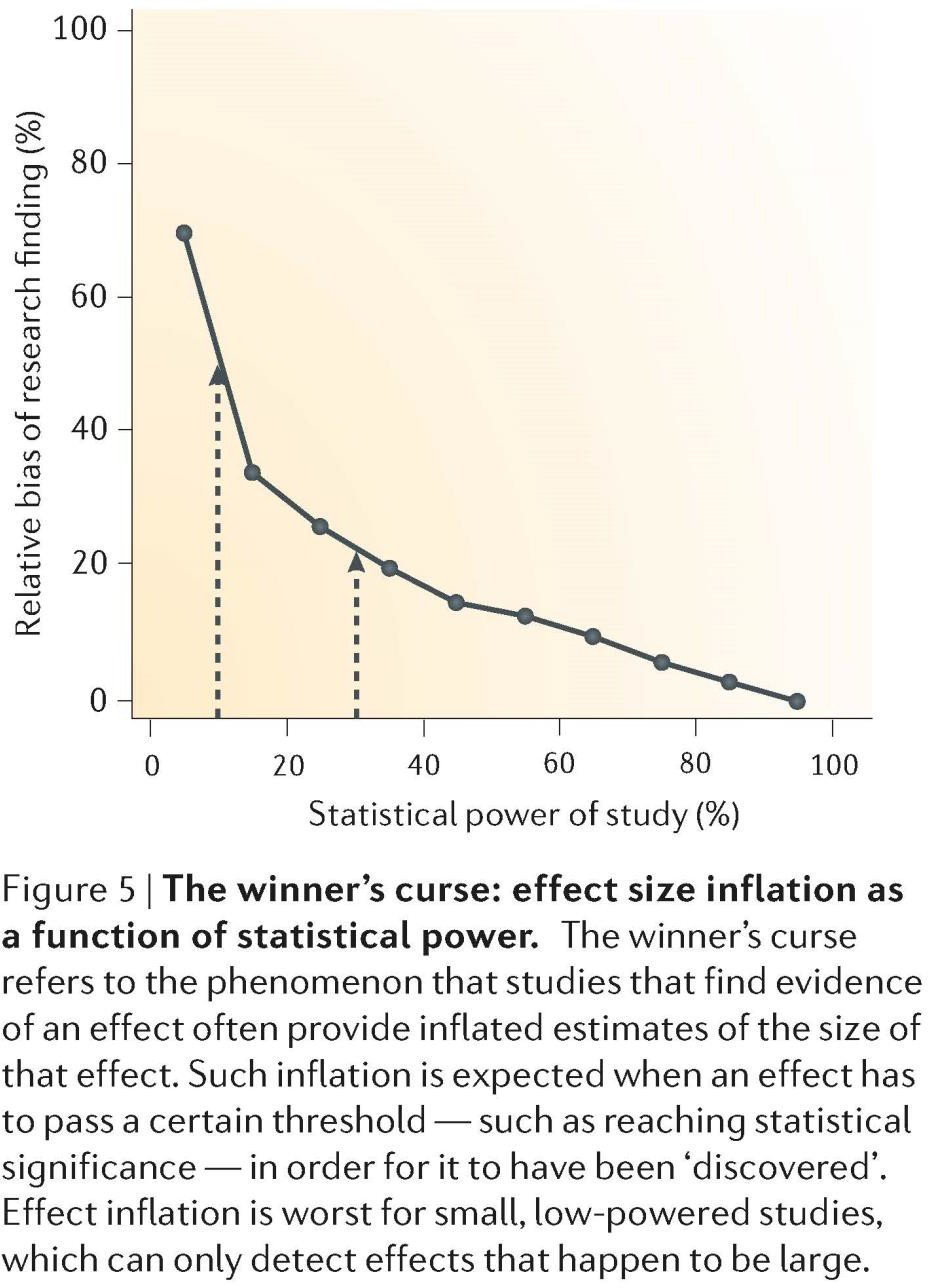 100
80
60
40
20
0
Relative bias of research finding (%)
0 20 40 60 80 100
Statistical power of study (%)
Figure 5 | The winner’s curse: effect size inflation as
a function of statistical power. The winner’s curse
refers to the phenomenon that studies that find evidence
of an effect often provide inflated estimates of the size of
that effect. Such inflation is expected when an effect has
to pass a certain threshold — such as reaching statistical
significance — in order for it to have been ‘discovered’.
Effect inflation is worst for small, low-powered studies,
which can only detect effects that happen to be large.